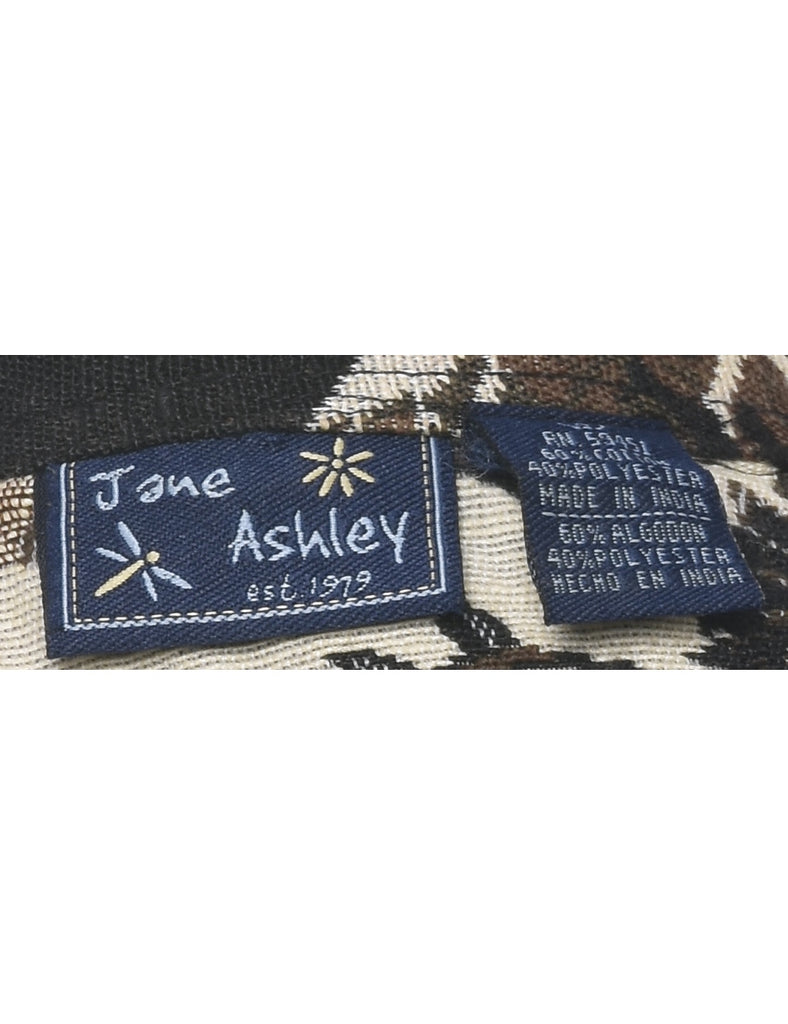 Jane
Ashley
est. 1979
60% COTTON
40% POLYESTER
MADE IN INDIA
60% ALGODON
40% POLYESTER
HECHO EN INDIA